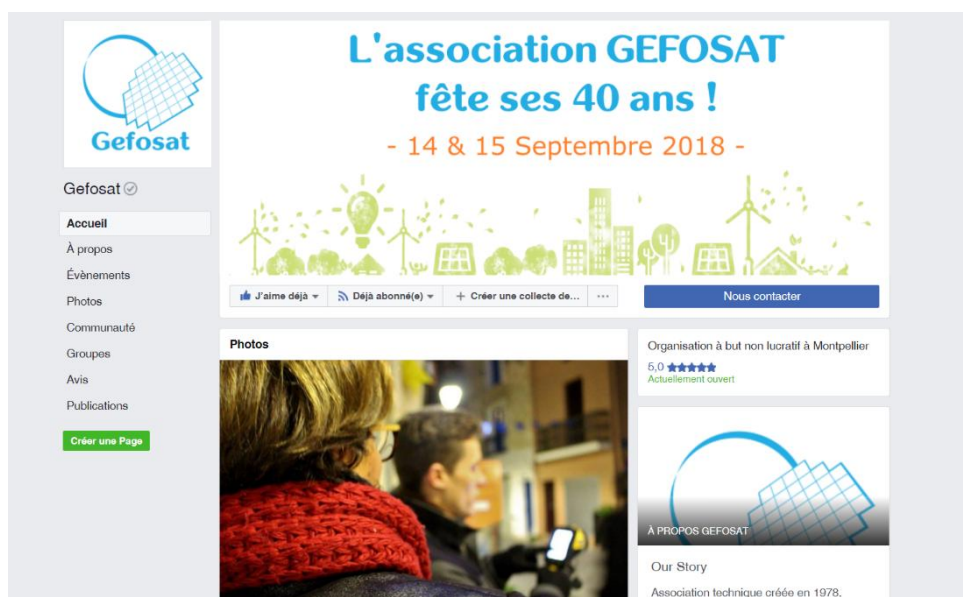 L'association GEFOSAT
fête ses 40 ans !
- 14 & 15 Septembre 2018 -
Gefosat
Gefosat
Accueil
À propos
Évènements
Photos
Communauté
Groupes
Avis
Publications
Créer une Page
J'aime déjà
Déjà abonné(e)
+ Créer une collecte de...
...
Nous contacter
Photos
Organisation à but non lucratif à Montpellier
5,0 ★★★★★
Actuellement ouvert
À PROPOS GEFOSAT
Our Story
Association technique créée en 1978,